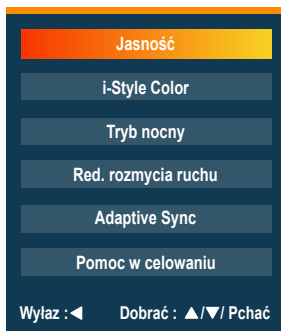 Jasność
i-Style Color
Tryb nocny
Red. rozmycia ruchu
Adaptive Sync
Pomoc w celowaniu
Wyłaz :◀ Dobrać : ▲/▼/ Pchać